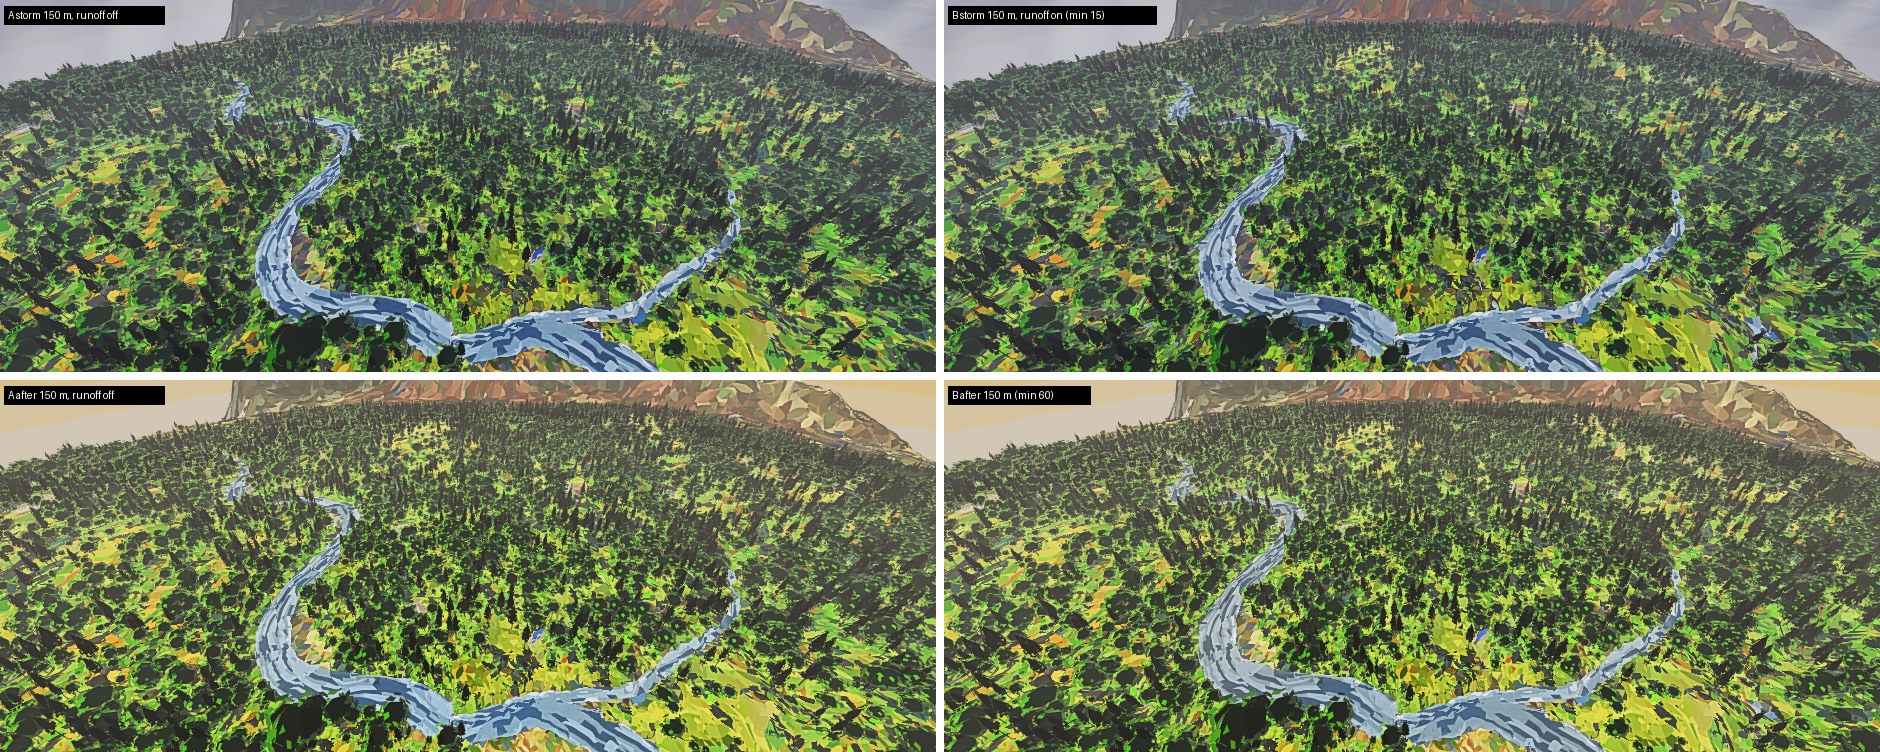 Astorm 150 m, runoff off
Bstorm 150 m, runoff on (min 15)
Aafter 150 m, runoff off
Bafter 150 m (min 60)